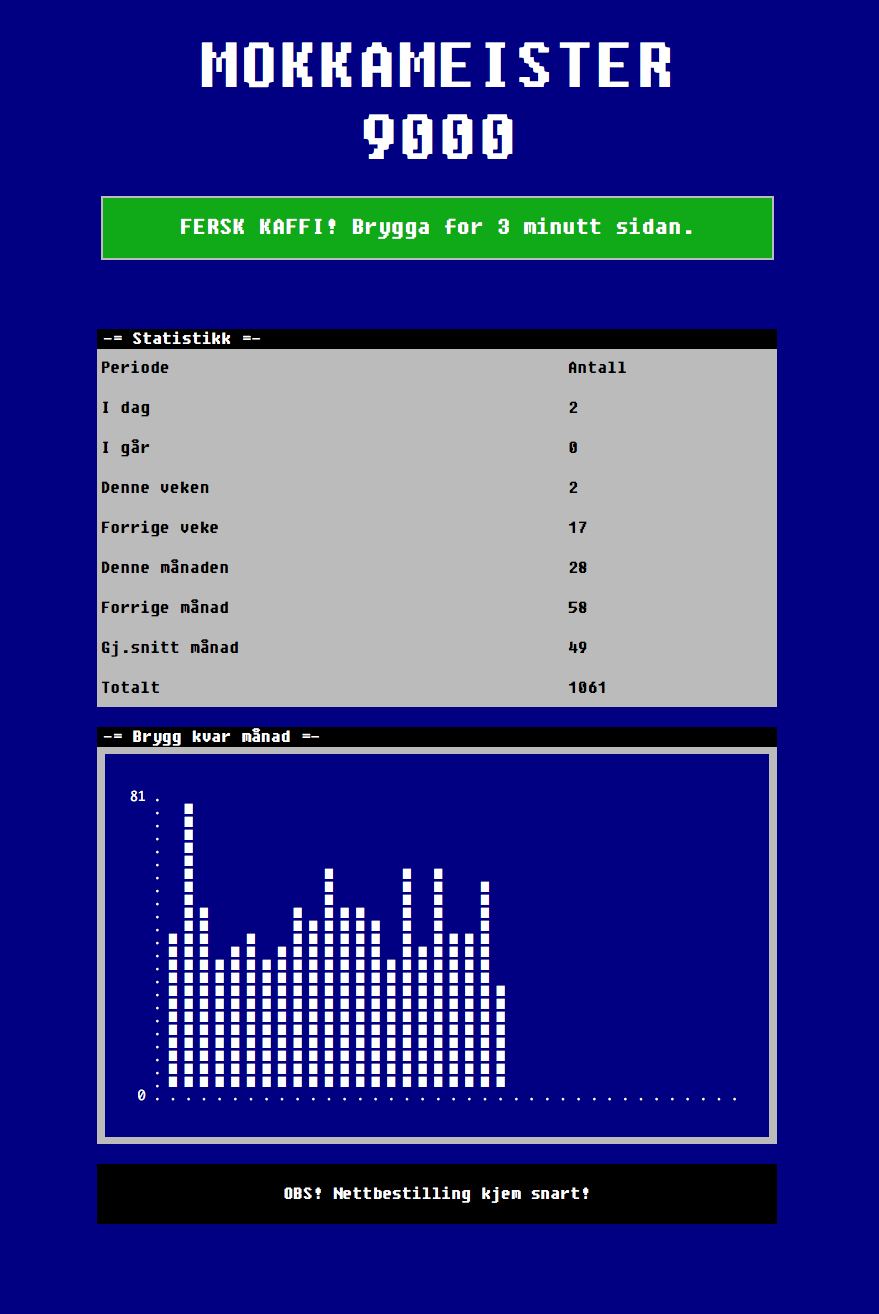 MOKKAMEISTER
9000
FERSK KAFFI! Brygga for 3 minutt sidan.
-= Statistikk =-
Periode Antall
I dag 2
I går 0
Denne veken 2
Forrige veke 17
Denne månaden 28
Forrige månad 58
Gj.snitt månad 49
Totalt 1061
-= Brygg kvar månad =-
81
0
OBS! Nettbestilling kjem snart!